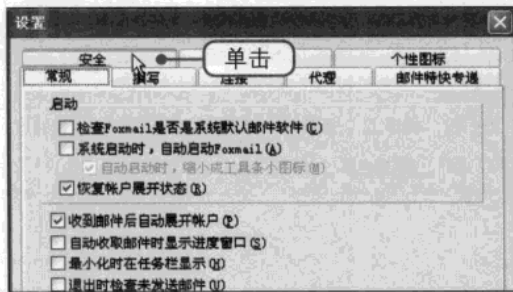 设置
安全 单击 个性图标
常规 编写 连接 代理 邮件特快专递
启动
检查Foxmail是否是系统默认邮件软件(C)
系统启动时，自动启动Foxmail(A)
自动启动时，缩小成工具条小图标(M)
恢复帐户展开状态(R)
收到邮件后自动展开帐户(P)
自动收取邮件时显示进度窗口(S)
最小化时在任务栏显示(H)
退出时检查未发送邮件(U)